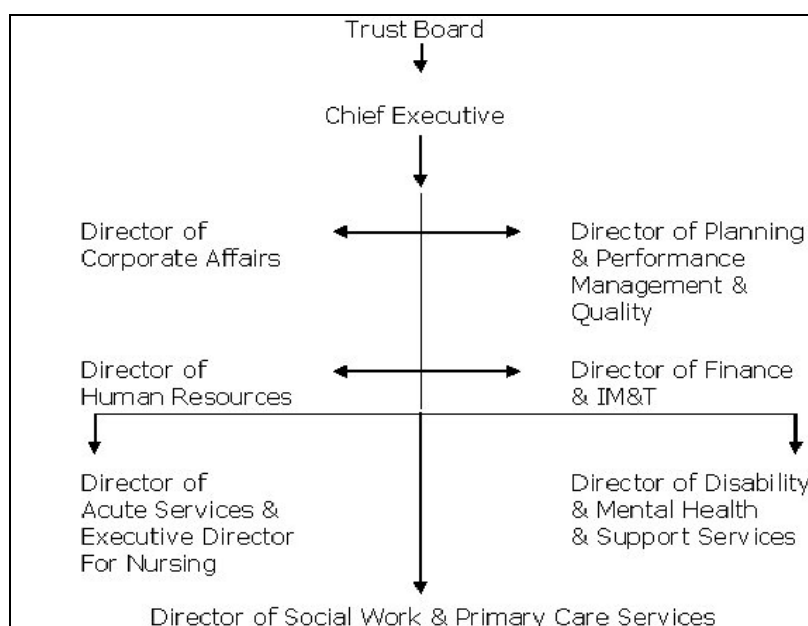 Trust Board
Chief Executive
Director of
Corporate Affairs
Director of Planning
& Performance
Management &
Quality
Director of
Human Resources
Director of Finance
& IM&T
Director of
Acute Services &
Executive Director
For Nursing
Director of Disability
& Mental Health
& Support Services
Director of Social Work & Primary Care Services